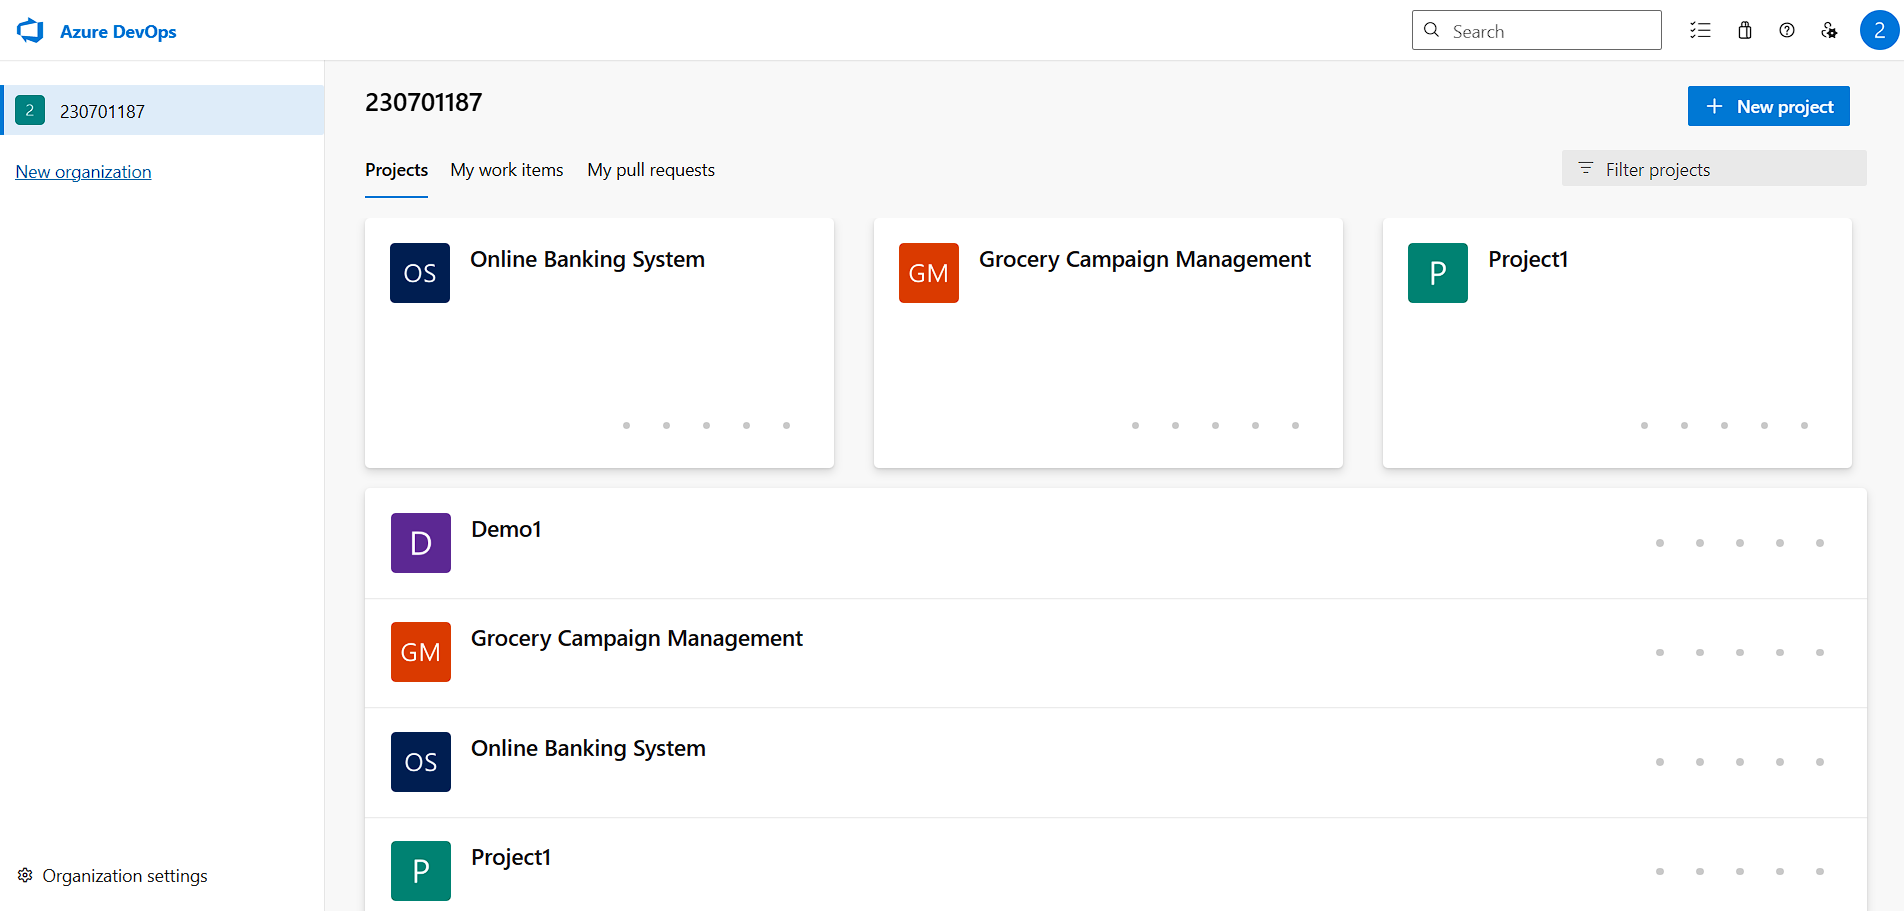 Azure DevOps
Search
2
2
230701187
New organization
230701187
New project
Projects
My work items
My pull requests
Filter projects
OS
Online Banking System
GM
Grocery Campaign Management
P
Project1
D
Demo1
GM
Grocery Campaign Management
OS
Online Banking System
P
Project1
Organization settings